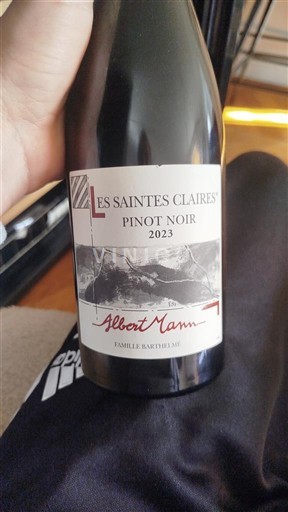 LES SAINTES CLAIRES
PINOT NOIR
2023
Albert Mann
FAMILLE BARTHELMÉ